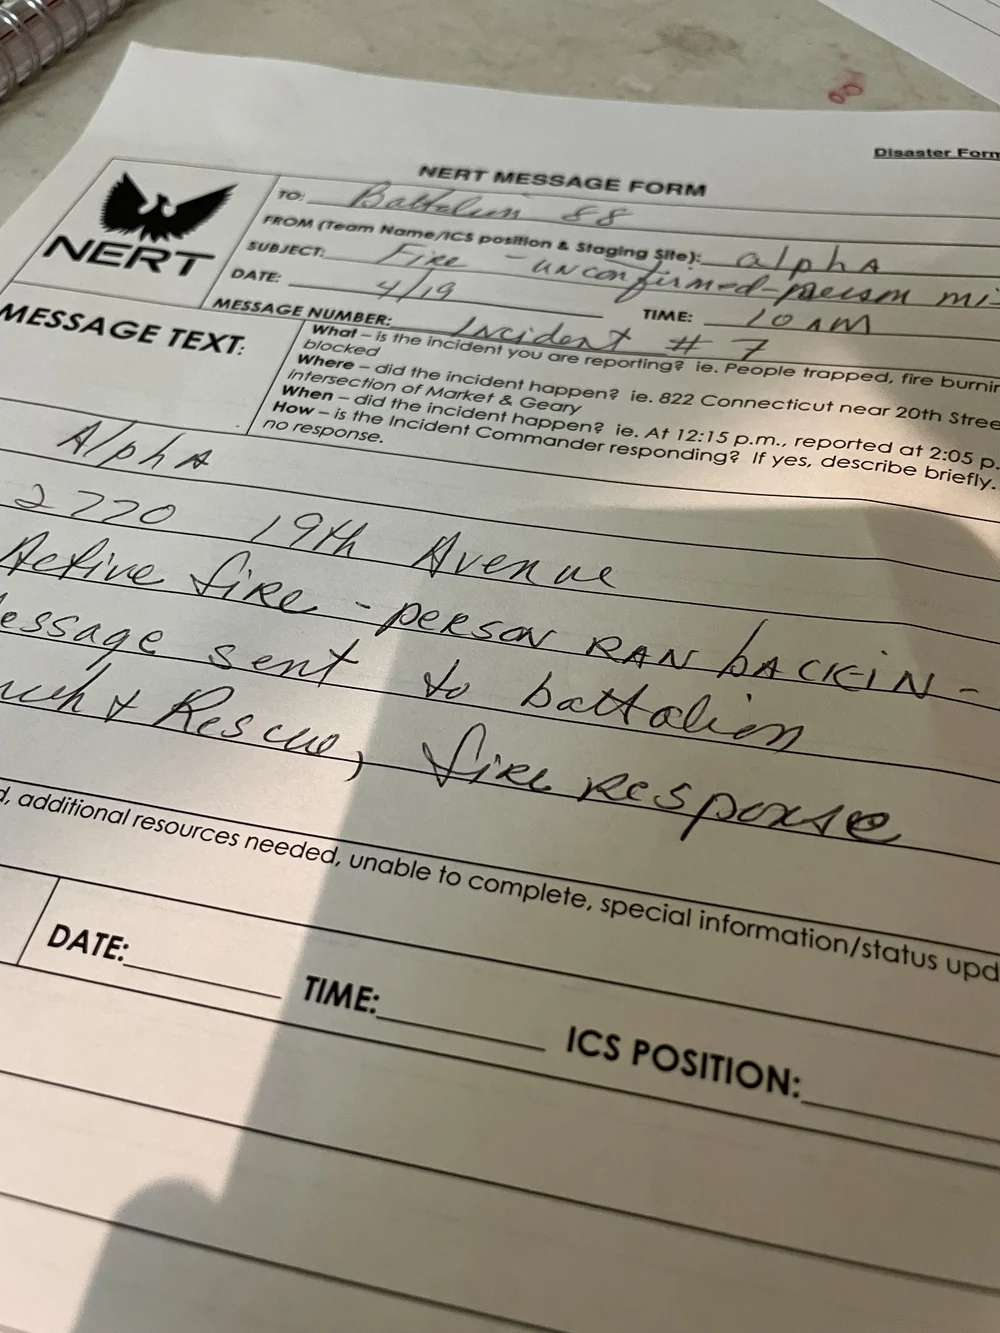 Disaster Form
NERT MESSAGE FORM
NERT
TO: Battalion 88
FROM (Team Name/ICS position & Staging Site): alphA
SUBJECT: Fire - unconfirmed-person mi
DATE: 4/19 TIME: 10 AM
MESSAGE NUMBER: Incident # 7
MESSAGE TEXT:
What – is the incident you are reporting? ie. People trapped, fire burnin
blocked
Where – did the incident happen? ie. 822 Connecticut near 20th Stree
Intersection of Market & Geary
When – did the incident happen? ie. At 12:15 p.m., reported at 2:05 p.
How – is the Incident Commander responding? If yes, describe briefly.
no response.
AlphA
2770 19th Avenue
Active fire - person RAN bACK iN -
essage sent to battalion
uch & Rescue, fire response
d, additional resources needed, unable to complete, special information/status upd
DATE: TIME: ICS POSITION: